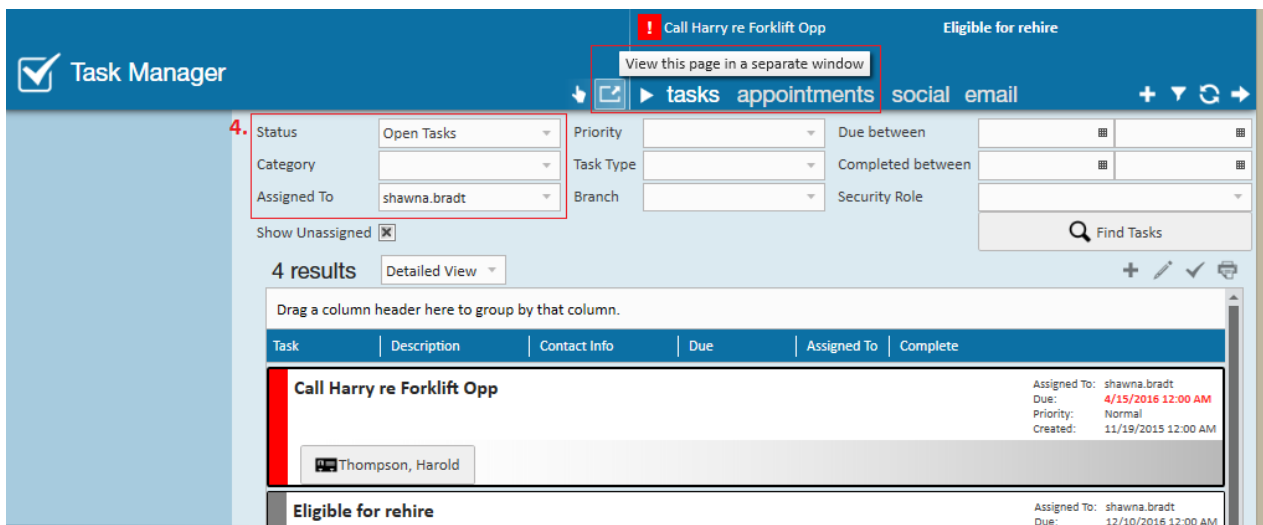 ! Call Harry re Forklift Opp Eligible for rehire
View this page in a separate window
Task Manager
tasks appointments social email
4. Status Open Tasks Priority Due between
Category Task Type Completed between
Assigned To shawna.bradt Branch Security Role
Show Unassigned Find Tasks
4 results Detailed View
Drag a column header here to group by that column.
Task Description Contact Info Due Assigned To Complete
Call Harry re Forklift Opp Assigned To: shawna.bradt
Due: 4/15/2016 12:00 AM
Priority: Normal
Created: 11/19/2015 12:00 AM
Thompson, Harold
Eligible for rehire Assigned To: shawna.bradt
Due: 12/10/2016 12:00 AM